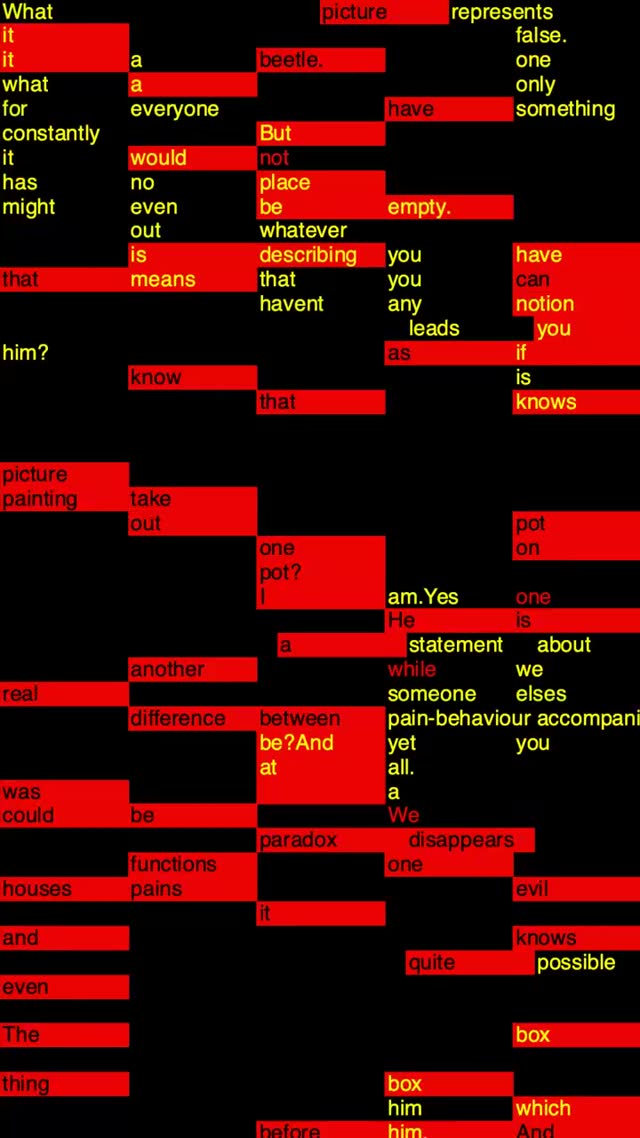 What picture represents
it false.
it a beetle. one
what a only
for everyone have something
constantly But
it would not
has no place
might even be empty.
out whatever
is describing you have
that means that you can
havent any notion
leads you
him? as if
know is
that knows
picture
painting take
out pot
one on
pot?
I am.Yes one
He is
a statement about
another while we
real someone elses
difference between pain-behaviour accompani
be?And yet you
at all.
was a
could be We
paradox disappears
functions one
houses pains evil
it
and knows
quite possible
even
The box
thing box
him which
before him. And